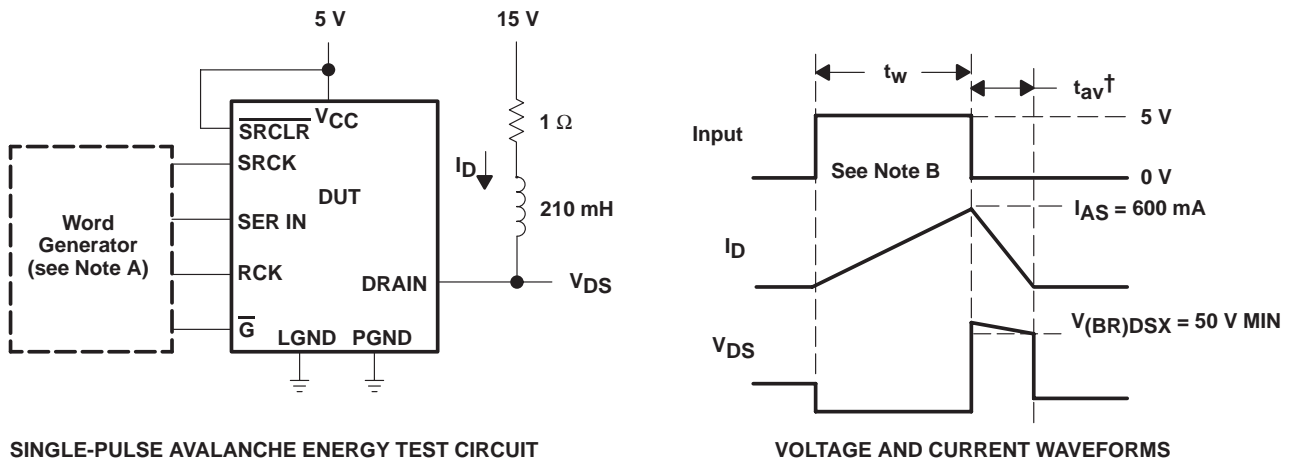 5 V
15 V
VCC
SRCLR
SRCK
SER IN
RCK
G
DUT
DRAIN
LGND PGND
Word
Generator
(see Note A)
1 Ω
ID
210 mH
VDS
SINGLE-PULSE AVALANCHE ENERGY TEST CIRCUIT
tw
tav†
Input
5 V
See Note B
0 V
IAS = 600 mA
ID
V(BR)DSX = 50 V MIN
VDS
VOLTAGE AND CURRENT WAVEFORMS